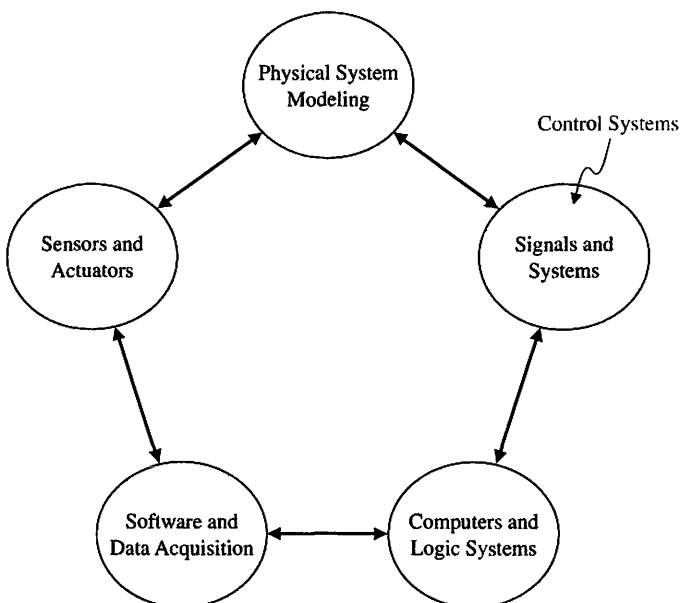 Physical System
Modeling
Control Systems
Sensors and
Actuators
Signals and
Systems
Software and
Data Acquisition
Computers and
Logic Systems